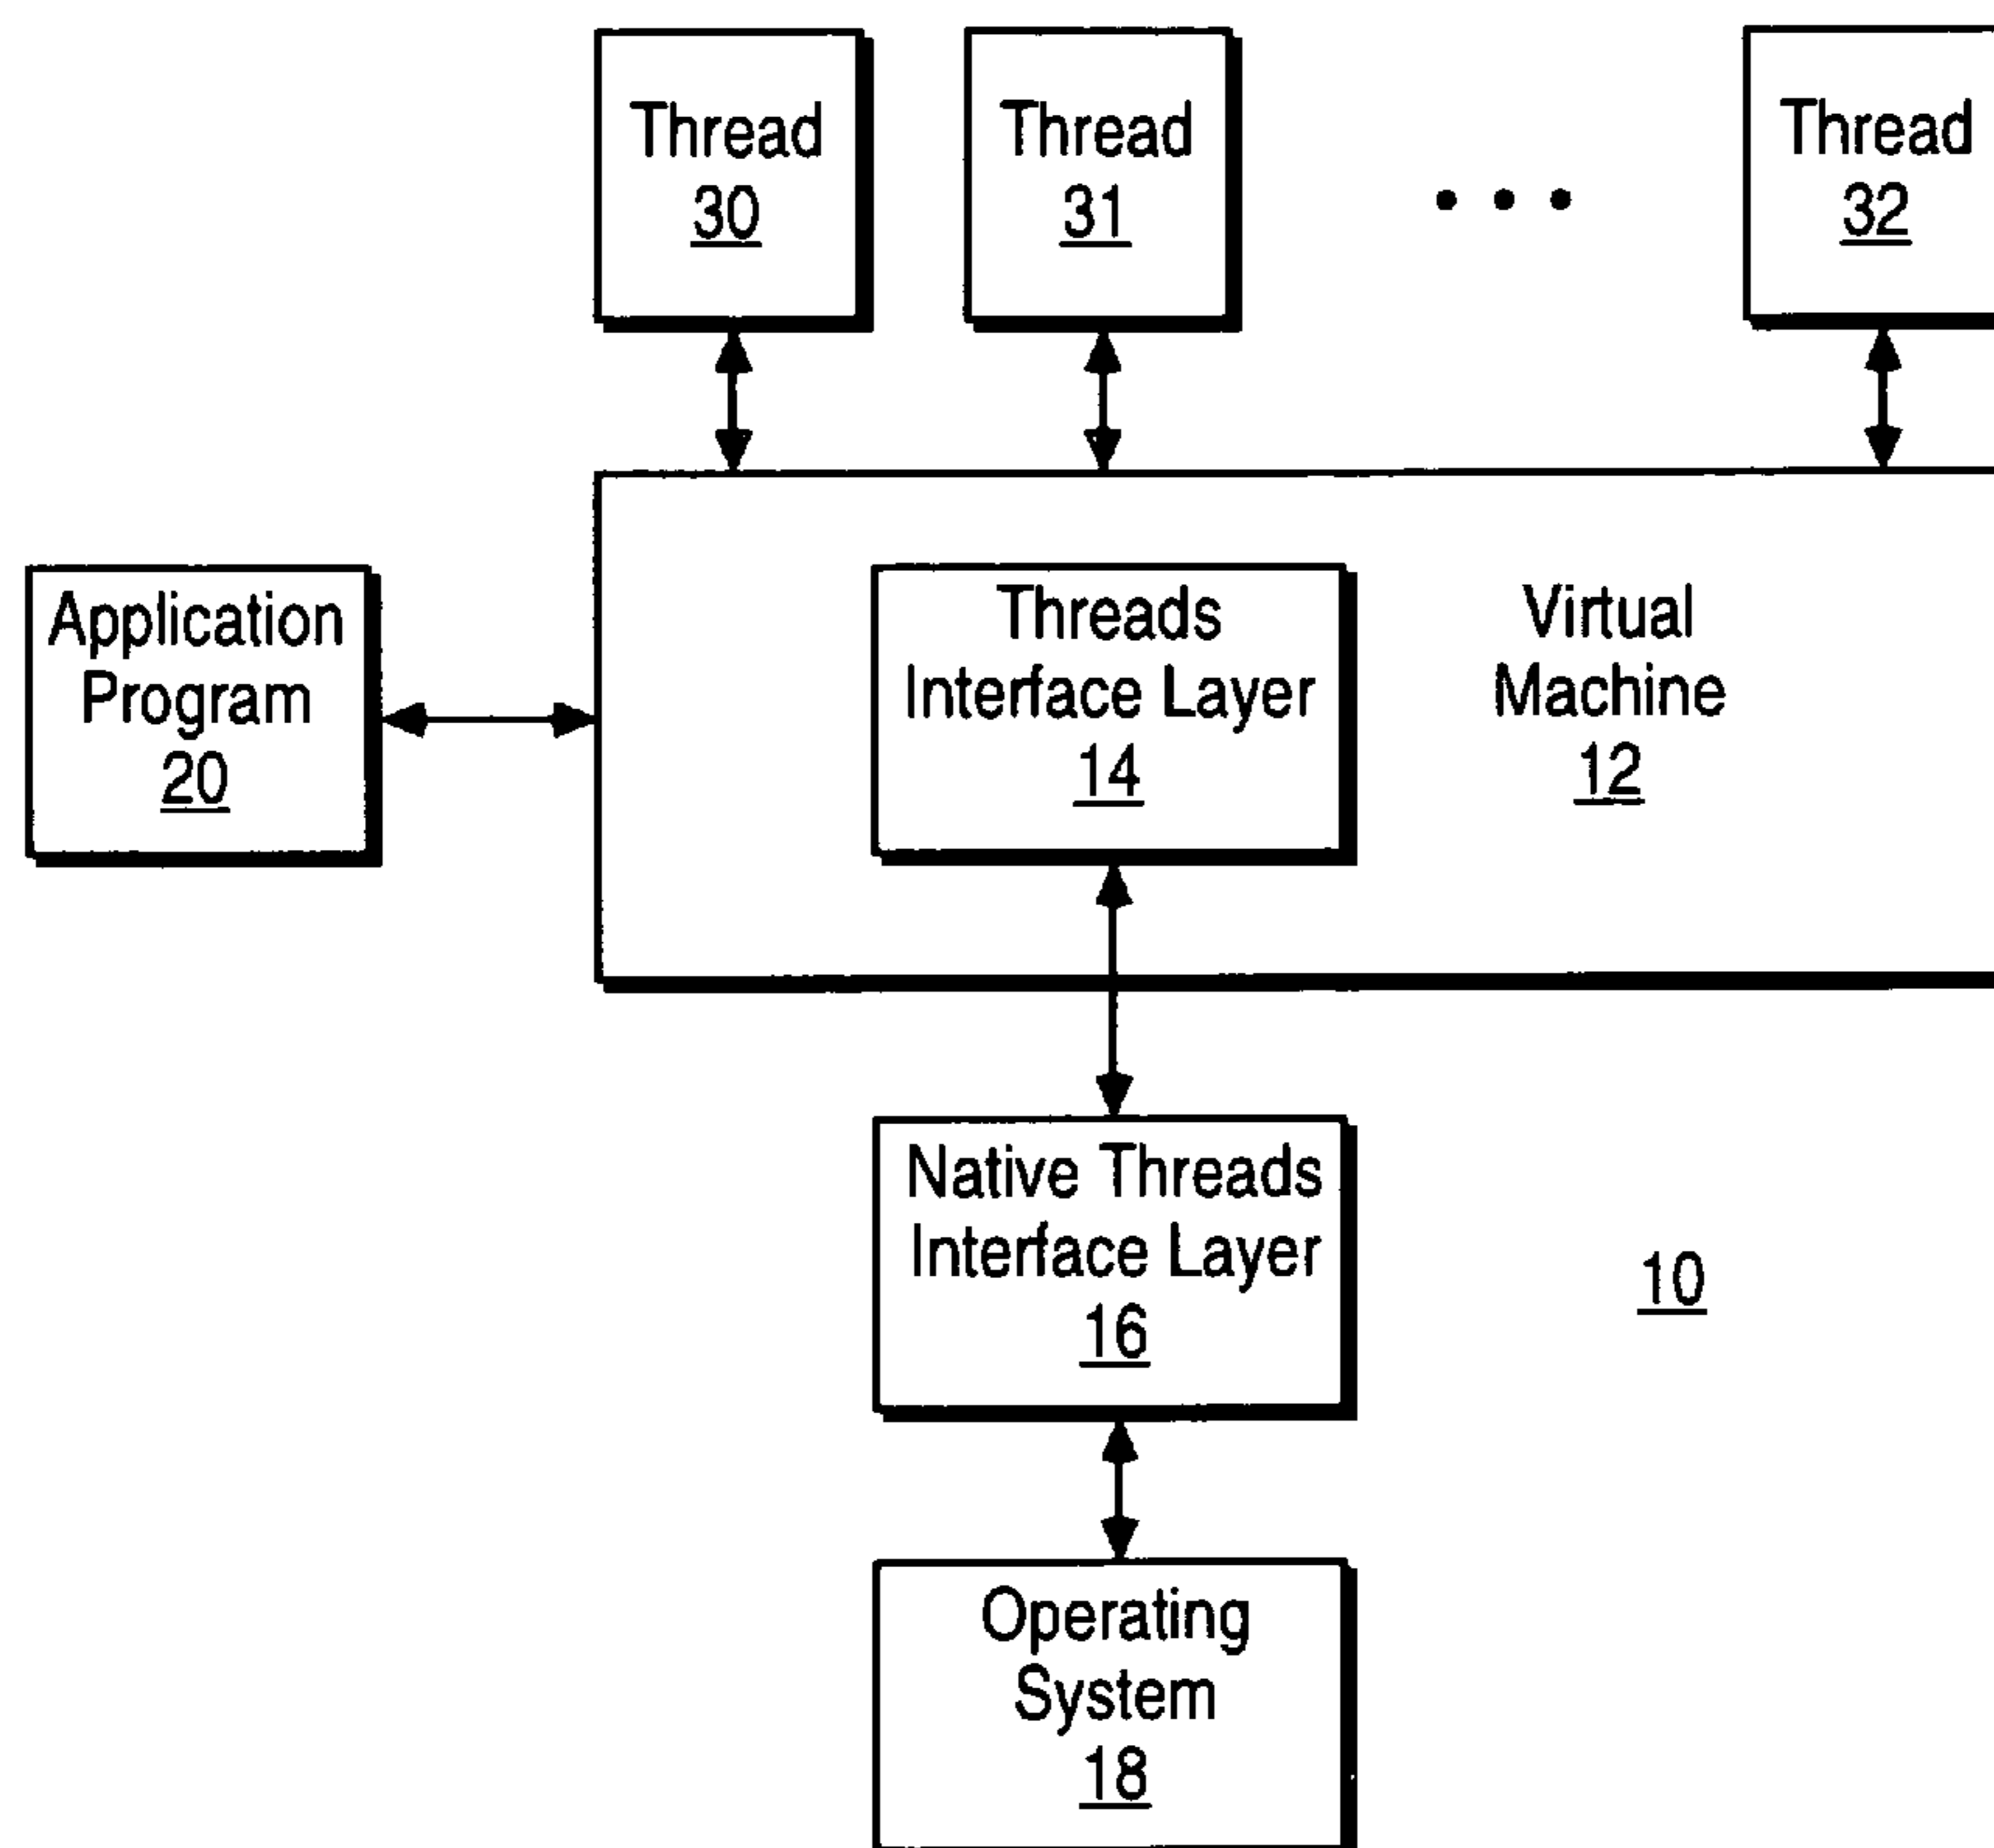 Thread
30
Thread
31
Thread
32
Application
Program
20
Threads
Interface Layer
14
Virtual
Machine
12
Native Threads
Interface Layer
16
10
Operating
System
18